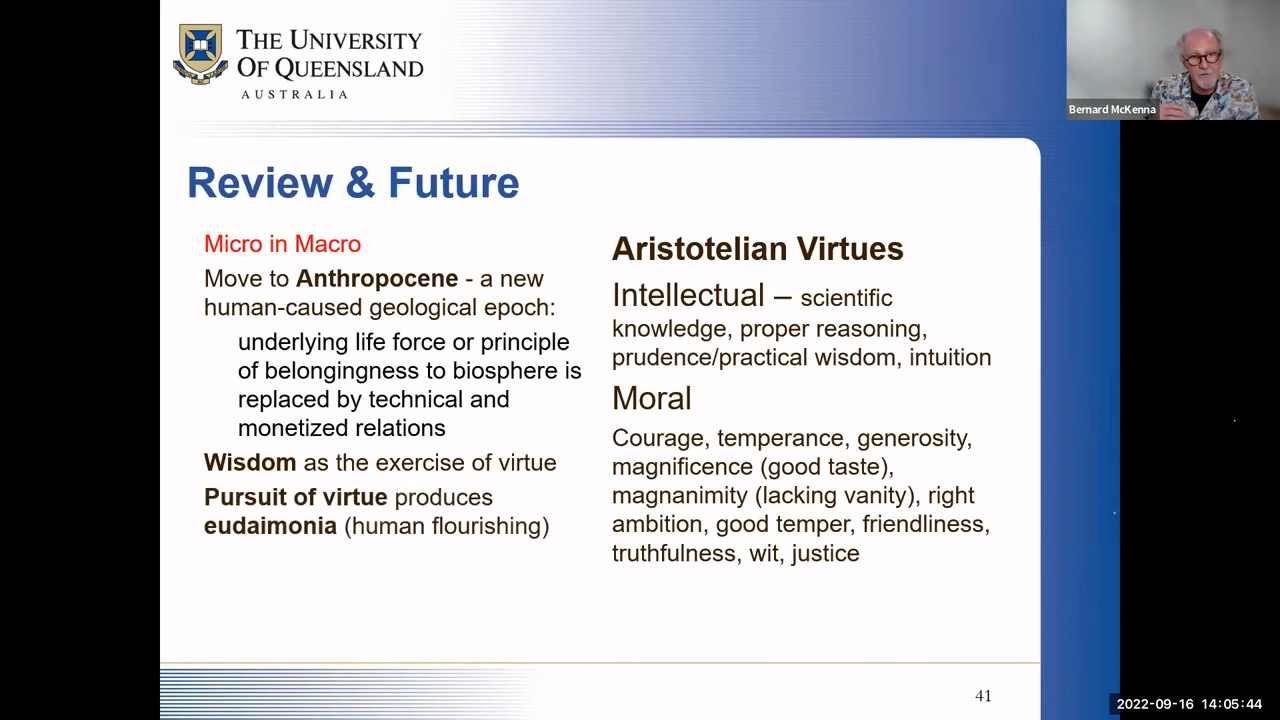 THE UNIVERSITY
OF QUEENSLAND
AUSTRALIA
Bernard McKenna
Review & Future
Micro in Macro
Move to Anthropocene - a new
human-caused geological epoch:
underlying life force or principle
of belongingness to biosphere is
replaced by technical and
monetized relations
Wisdom as the exercise of virtue
Pursuit of virtue produces
eudaimonia (human flourishing)
Aristotelian Virtues
Intellectual – scientific
knowledge, proper reasoning,
prudence/practical wisdom, intuition
Moral
Courage, temperance, generosity,
magnificence (good taste),
magnanimity (lacking vanity), right
ambition, good temper, friendliness,
truthfulness, wit, justice
41
2022-09-16 14:05:44